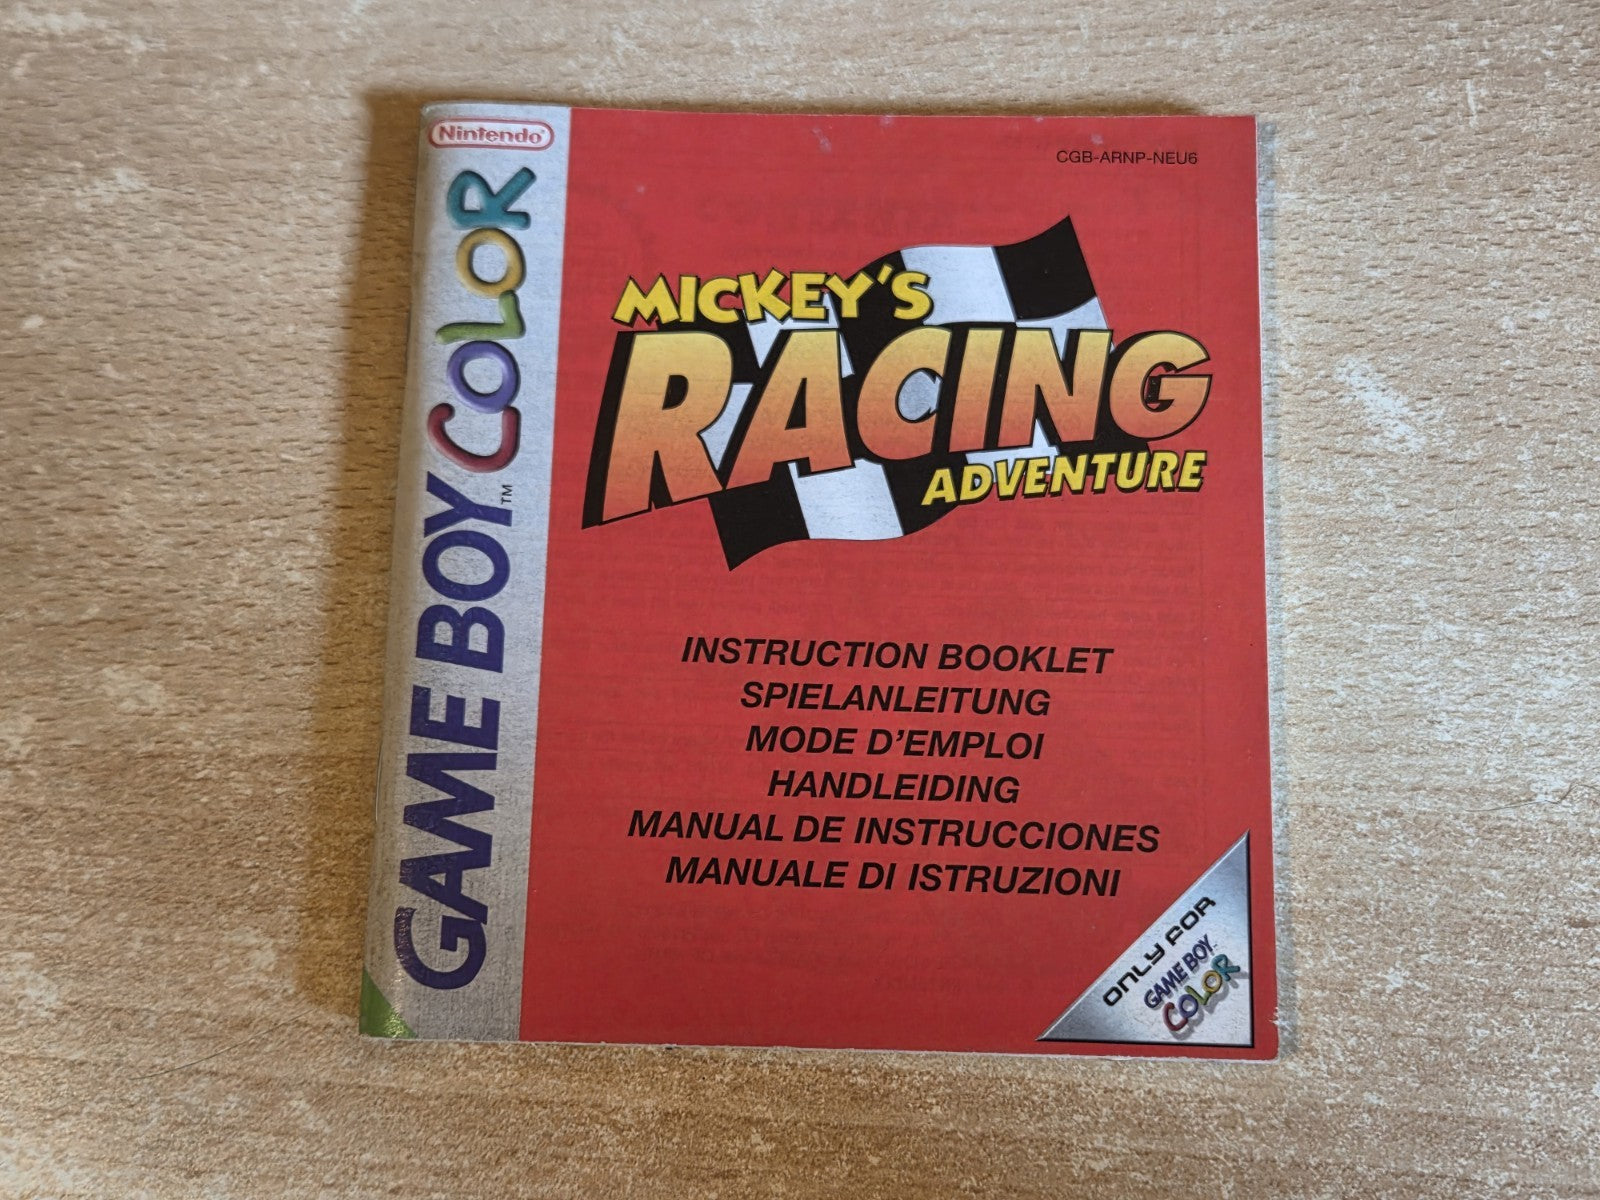 Nintendo®
GAME BOY COLOR™
CGB-ARNP-NEU6
MICKEY'S
RACING
ADVENTURE
INSTRUCTION BOOKLET
SPIELANLEITUNG
MODE D'EMPLOI
HANDLEIDING
MANUAL DE INSTRUCCIONES
MANUALE DI ISTRUZIONI
ONLY FOR
GAME BOY
COLOR